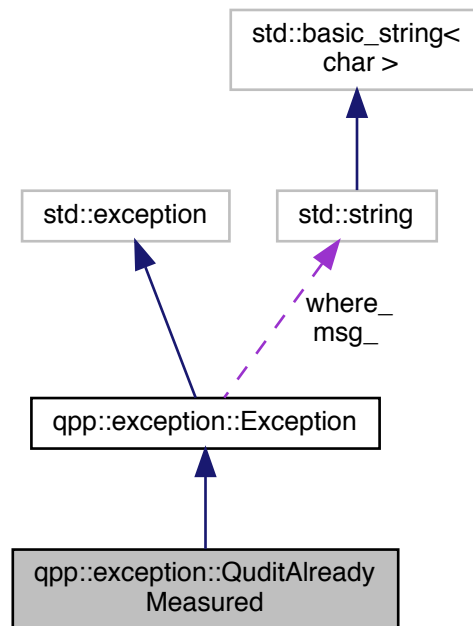 std::basic_string<
char >
std::exception
std::string
where_
msg_
qpp::exception::Exception
qpp::exception::QuditAlready
Measured